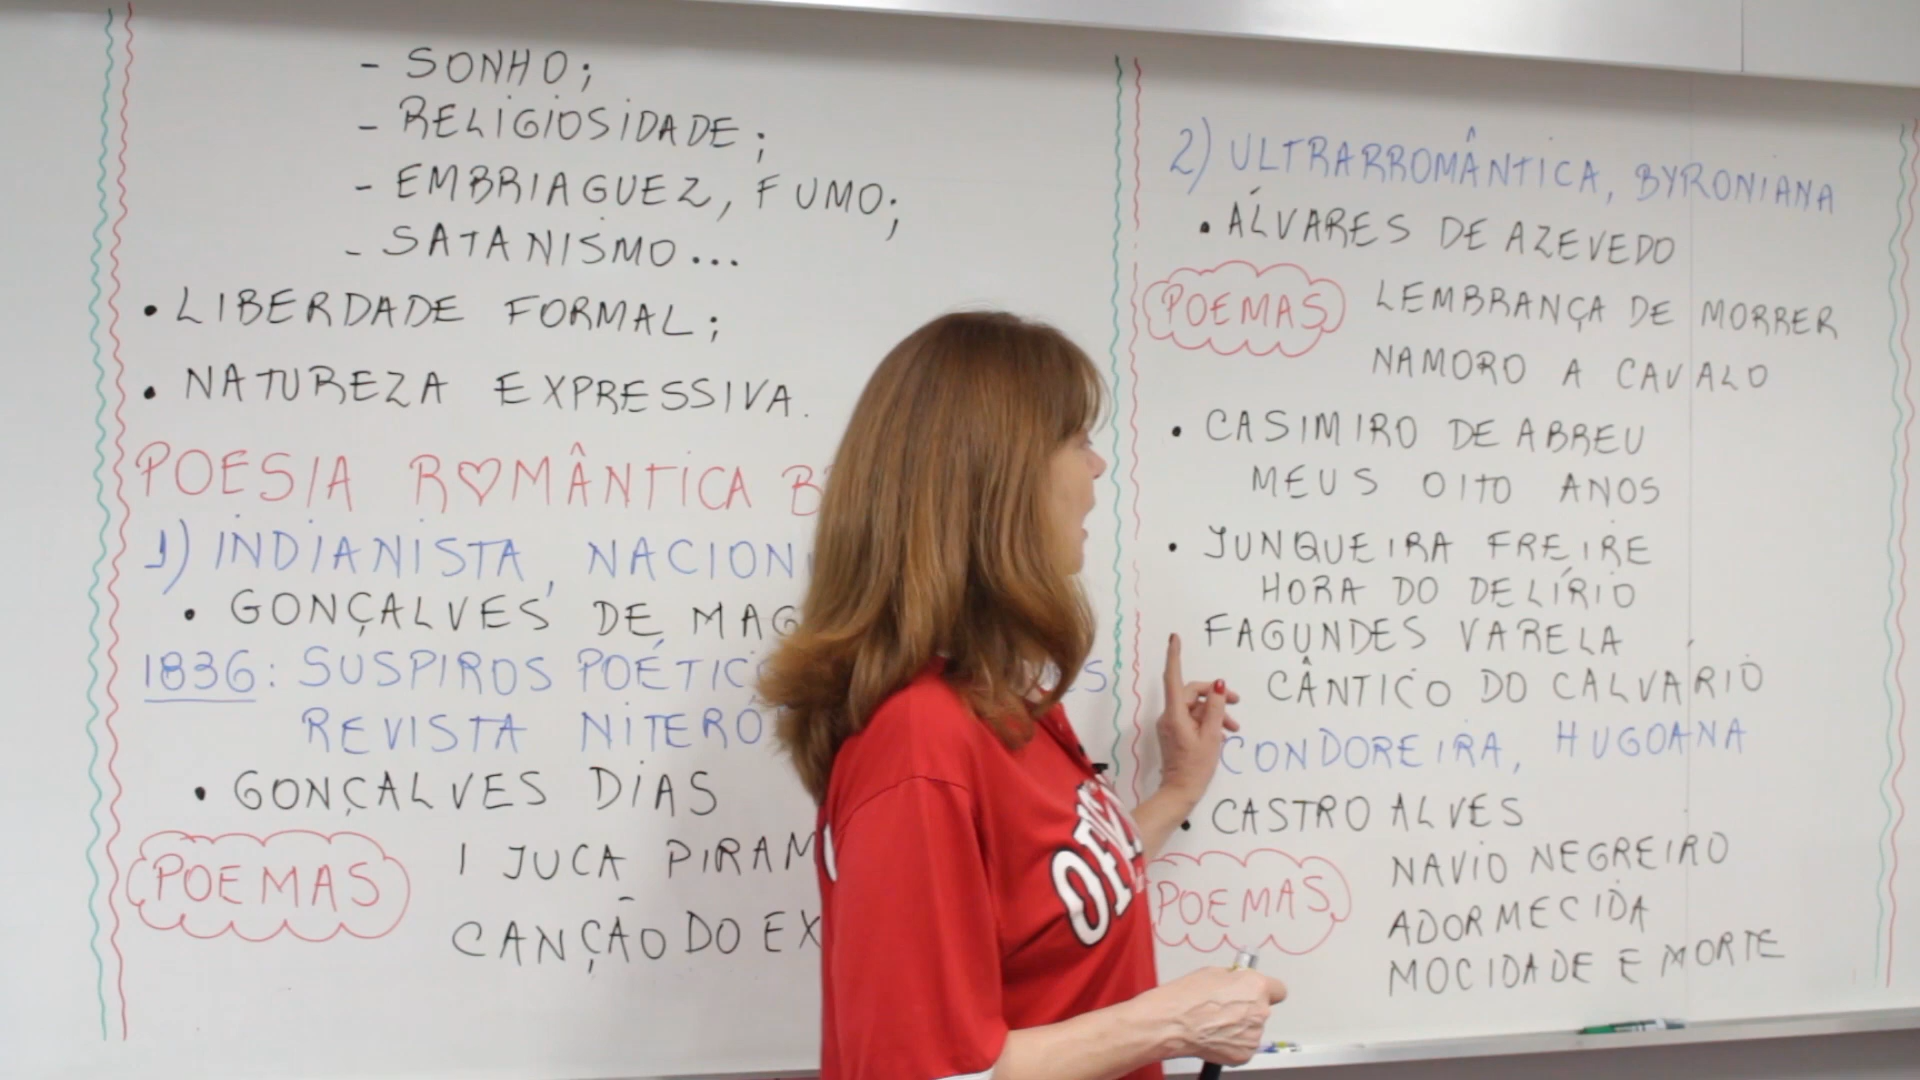 - SONHO;
- RELIGIOSIDADE;
- EMBRIAGUEZ, FUMO;
- SATANISMO...
• LIBERDADE FORMAL;
• NATUREZA EXPRESSIVA.
POESIA ROMÂNTICA
1) INDIANISTA,
• GONÇALVES DE
1836: SUSPIROS
REVISTA
• GONÇALVES DIAS
POEMAS
I JUCA
CANÇÃO DO
2) ULTRARROMÂNTICA, BYRONIANA
• ÁLVARES DE AZEVEDO
POEMAS
LEMBRANÇA DE MORRER
NAMORO A CAVALO
• CASIMIRO DE ABREU
MEUS OITO ANOS
• JUNQUEIRA FREIRE
HORA DO DELÍRIO
FAGUNDES VARELA
CÂNTICO DO CALVÁRIO
CONDOREIRA, HUGOANA
• CASTRO ALVES
POEMAS
NAVIO NEGREIRO
ADORMECIDA
MOCIDADE E MORTE